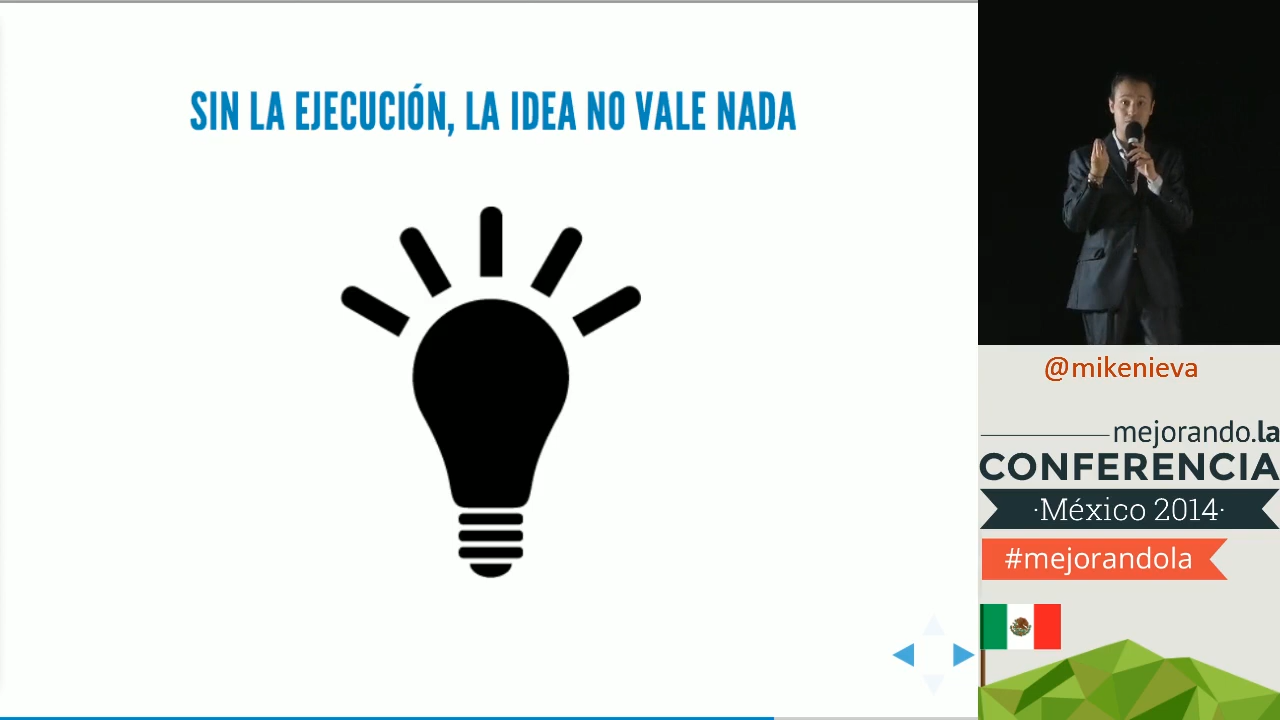 SIN LA EJECUCIÓN, LA IDEA NO VALE NADA
@mikenieva
mejorando.la
CONFERENCIA
·México 2014·
#mejorandola